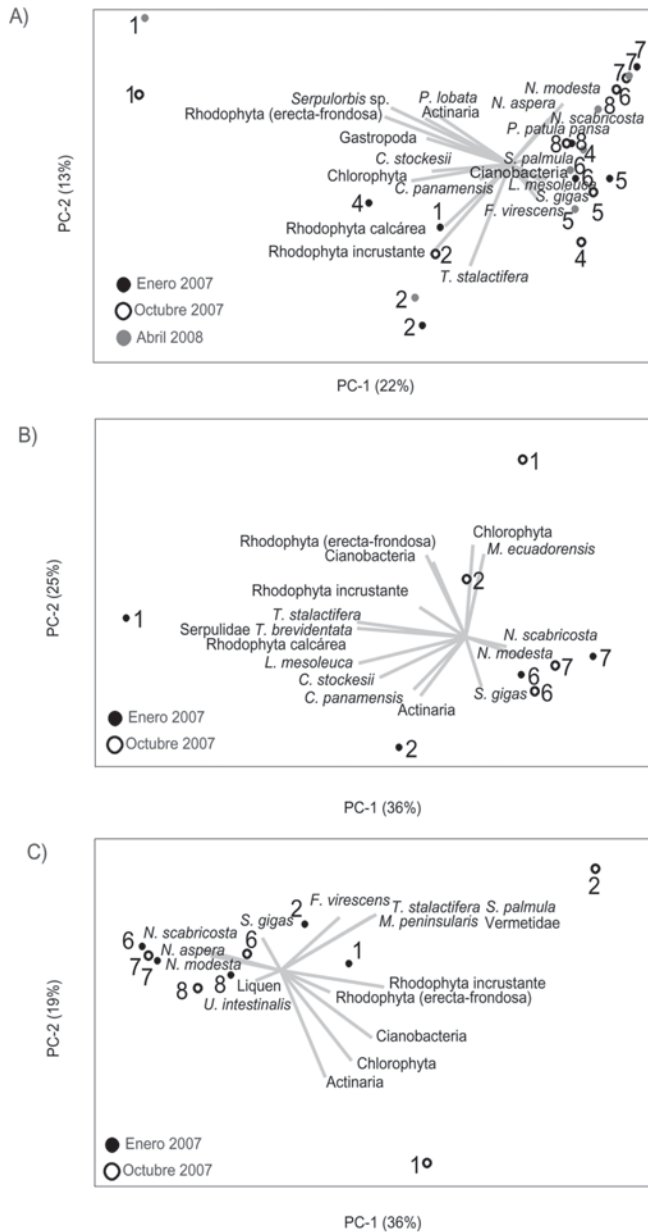 A)
1
7
7
7
1
N. modesta
6
Serpulorbis sp.
P. lobata
N. aspera
8
Rhodophyta (erecta-frondosa)
Actinaria
N. scabricosta
P. patula pansa
Gastropoda
8 8
S. palmula
4
C. stockesii
Cianobacteria
6
Chlorophyta
L. mesoleuca
6
5
C. panamensis
S. gigas
4
1
F. virescens
5
5
Rhodophyta calcárea
Rhodophyta incrustante
2
4
T. stalactifera
2
2
Enero 2007
Octubre 2007
Abril 2008
PC-2 (13%)
PC-1 (22%)
B)
1
Chlorophyta
Rhodophyta (erecta-frondosa)
Cianobacteria
M. ecuadorensis
2
Rhodophyta incrustante
1
T. stalactifera
Serpulidae T. brevidentata
N. scabricosta
Rhodophyta calcárea
N. modesta
7
L. mesoleuca
7
C. stockesii
6
C. panamensis
S. gigas
6
Actinaria
2
Enero 2007
Octubre 2007
PC-2 (25%)
PC-1 (36%)
C)
2
F. virescens
2
T. stalactifera S. palmula
S. gigas
M. peninsularis Vermetidae
N. scabricosta
6
6
N. aspera
1
7
7
N. modesta
8
8
Liquen
Rhodophyta incrustante
U. intestinalis
Rhodophyta (erecta-frondosa)
Cianobacteria
Chlorophyta
Actinaria
1
Enero 2007
Octubre 2007
PC-2 (19%)
PC-1 (36%)